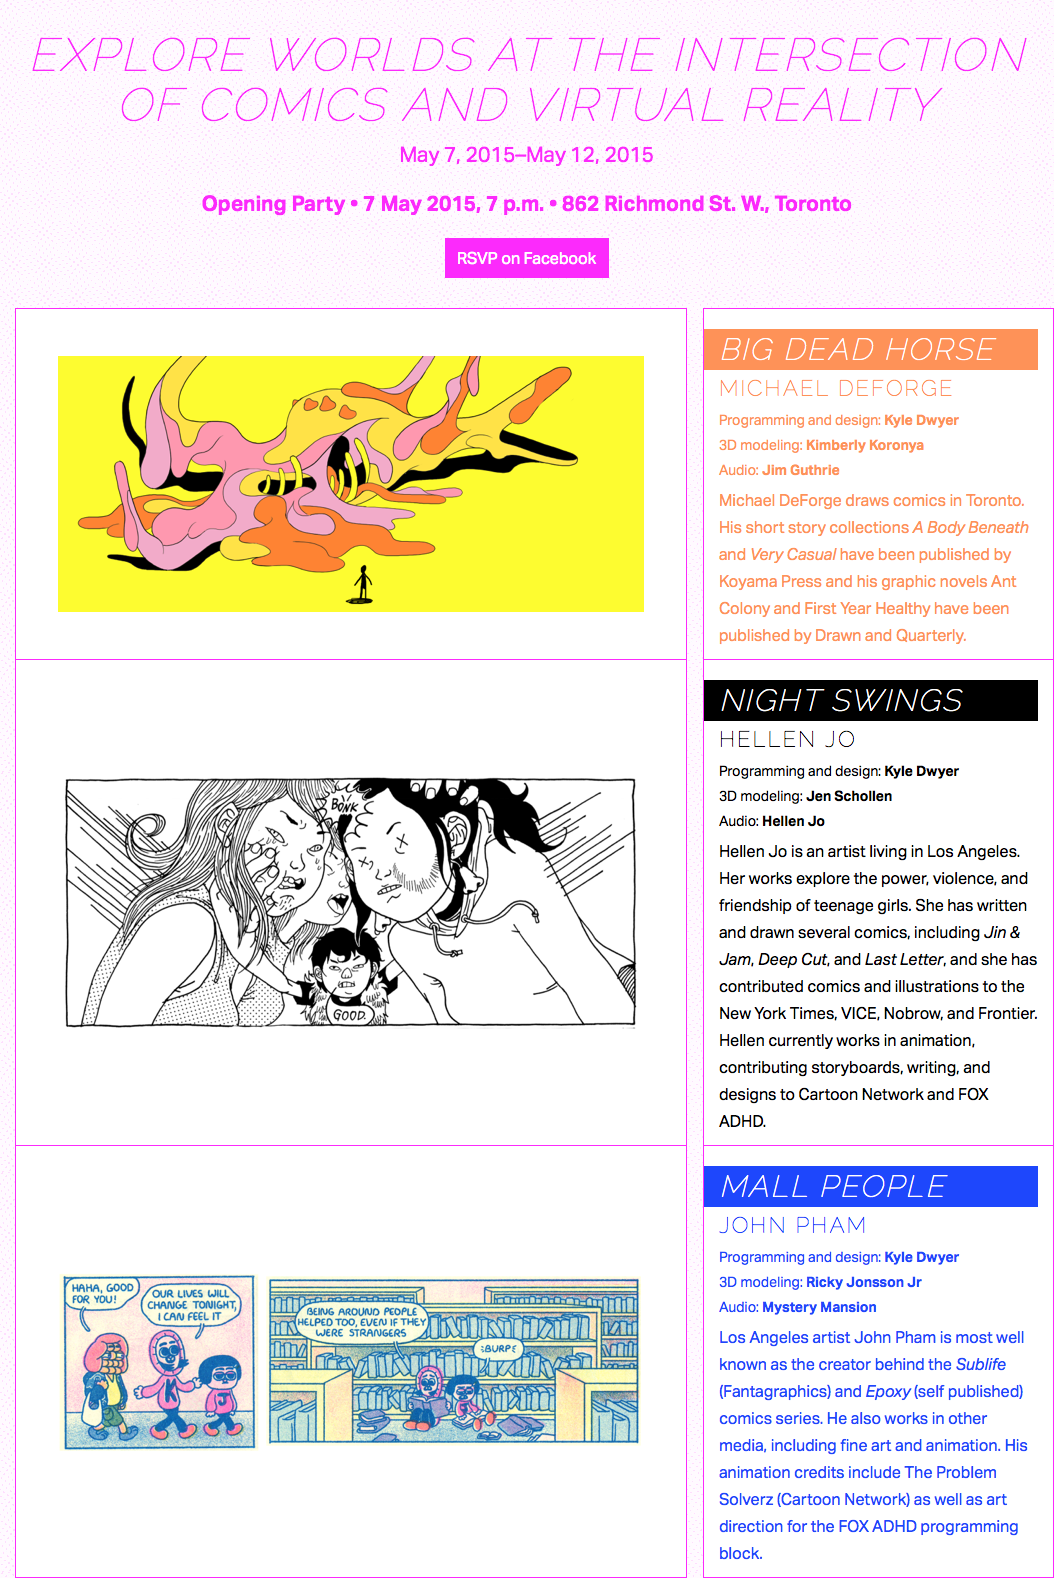 EXPLORE WORLDS AT THE INTERSECTION
OF COMICS AND VIRTUAL REALITY
May 7, 2015–May 12, 2015
Opening Party • 7 May 2015, 7 p.m. • 862 Richmond St. W., Toronto
RSVP on Facebook
BIG DEAD HORSE
MICHAEL DEFORGE
Programming and design: Kyle Dwyer
3D modeling: Kimberly Koronya
Audio: Jim Guthrie
Michael DeForge draws comics in Toronto.
His short story collections A Body Beneath
and Very Casual have been published by
Koyama Press and his graphic novels Ant
Colony and First Year Healthy have been
published by Drawn and Quarterly.
BONK
GOOD.
NIGHT SWINGS
HELLEN JO
Programming and design: Kyle Dwyer
3D modeling: Jen Schollen
Audio: Hellen Jo
Hellen Jo is an artist living in Los Angeles.
Her works explore the power, violence, and
friendship of teenage girls. She has written
and drawn several comics, including Jin &
Jam, Deep Cut, and Last Letter, and she has
contributed comics and illustrations to the
New York Times, VICE, Nobrow, and Frontier.
Hellen currently works in animation,
contributing storyboards, writing, and
designs to Cartoon Network and FOX
ADHD.
HAHA, GOOD
FOR YOU!
OUR LIVES WILL
CHANGE TONIGHT,
I CAN FEEL IT
K
J
BEING AROUND PEOPLE
HELPED TOO, EVEN IF THEY
WERE STRANGERS
BURP
MALL PEOPLE
JOHN PHAM
Programming and design: Kyle Dwyer
3D modeling: Ricky Jonsson Jr
Audio: Mystery Mansion
Los Angeles artist John Pham is most well
known as the creator behind the Sublife
(Fantagraphics) and Epoxy (self published)
comics series. He also works in other
media, including fine art and animation. His
animation credits include The Problem
Solverz (Cartoon Network) as well as art
direction for the FOX ADHD programming
block.